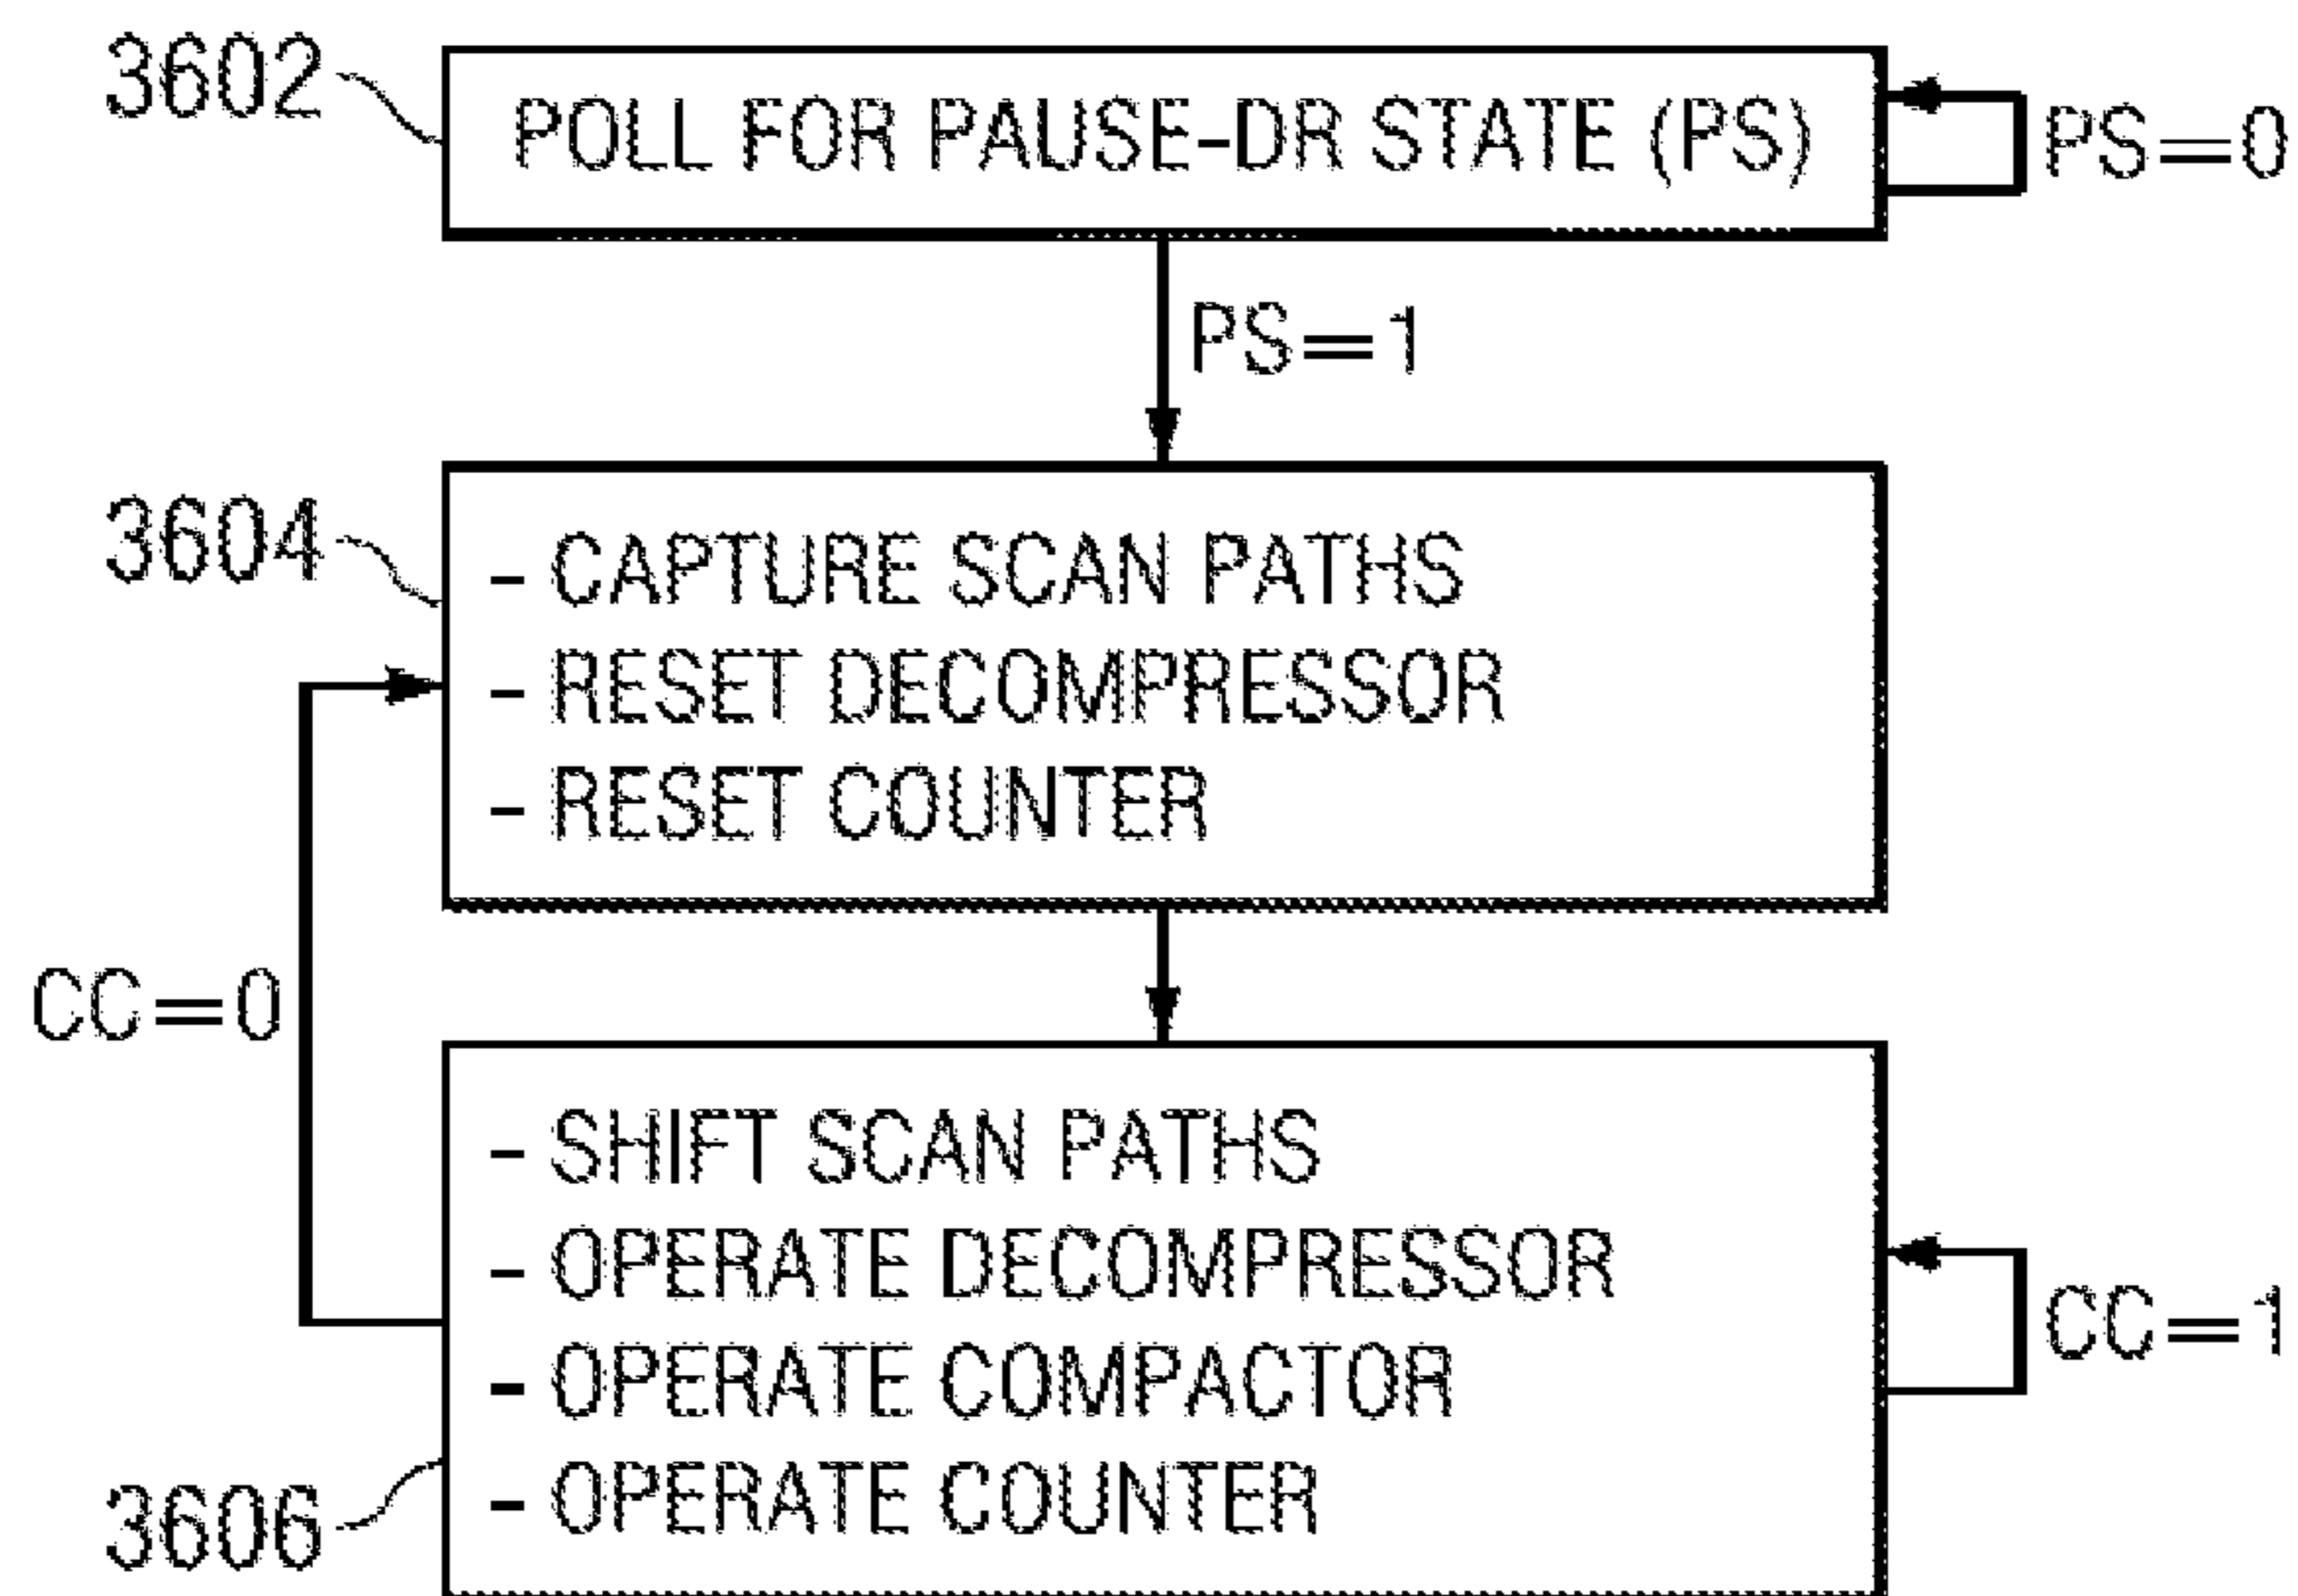 3602
POLL FOR PAUSE-DR STATE (PS)
PS=0
PS=1
3604
- CAPTURE SCAN PATHS
- RESET DECOMPRESSOR
- RESET COUNTER
CC=0
- SHIFT SCAN PATHS
- OPERATE DECOMPRESSOR
- OPERATE COMPACTOR
- OPERATE COUNTER
CC=1
3606